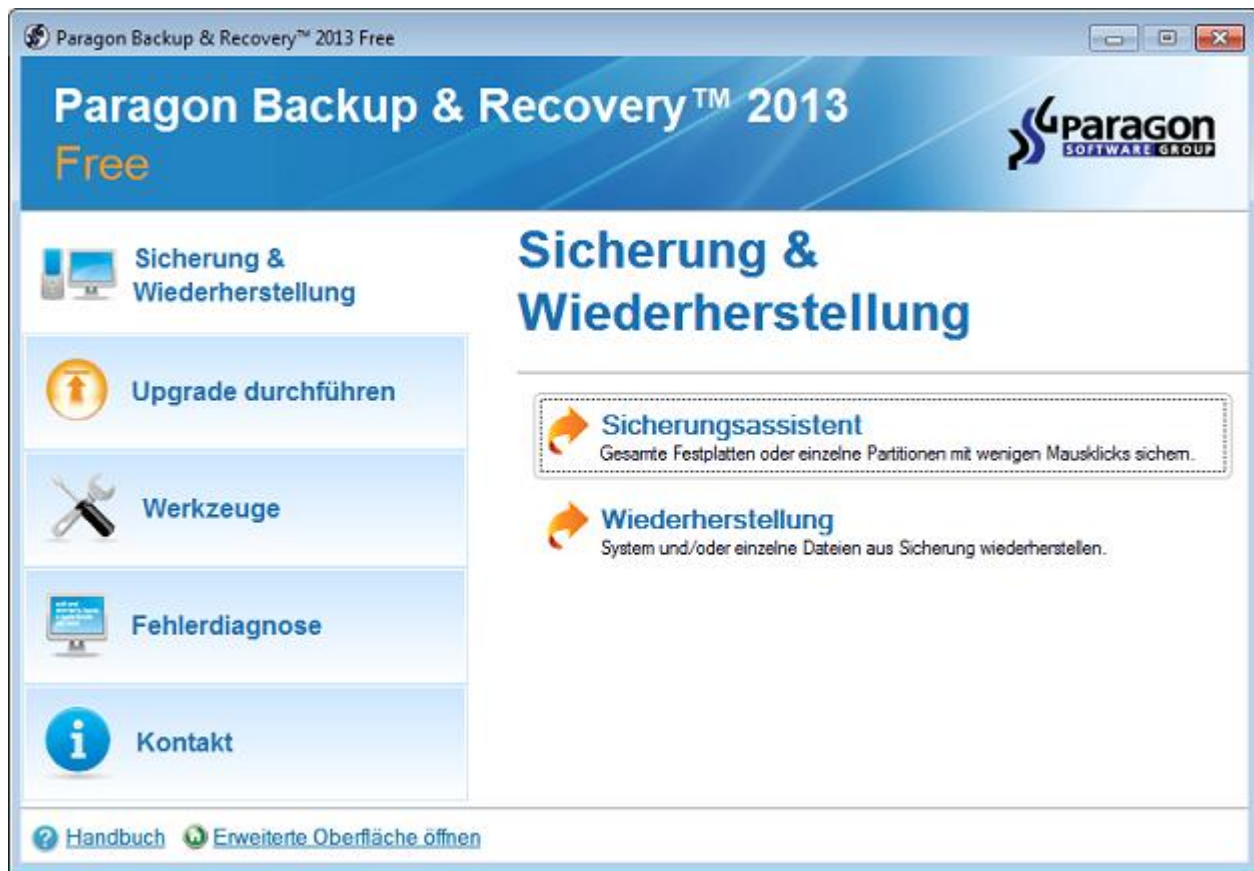 Paragon Backup & Recovery™ 2013 Free
Paragon Backup & Recovery™ 2013
Free
Paragon
SOFTWARE GROUP
Sicherung &
Wiederherstellung
Upgrade durchführen
Werkzeuge
Fehlerdiagnose
Kontakt
Sicherung &
Wiederherstellung
Sicherungsassistent
Gesamte Festplatten oder einzelne Partitionen mit wenigen Mausklicks sichern.
Wiederherstellung
System und/oder einzelne Dateien aus Sicherung wiederherstellen.
Handbuch
Erweiterte Oberfläche öffnen